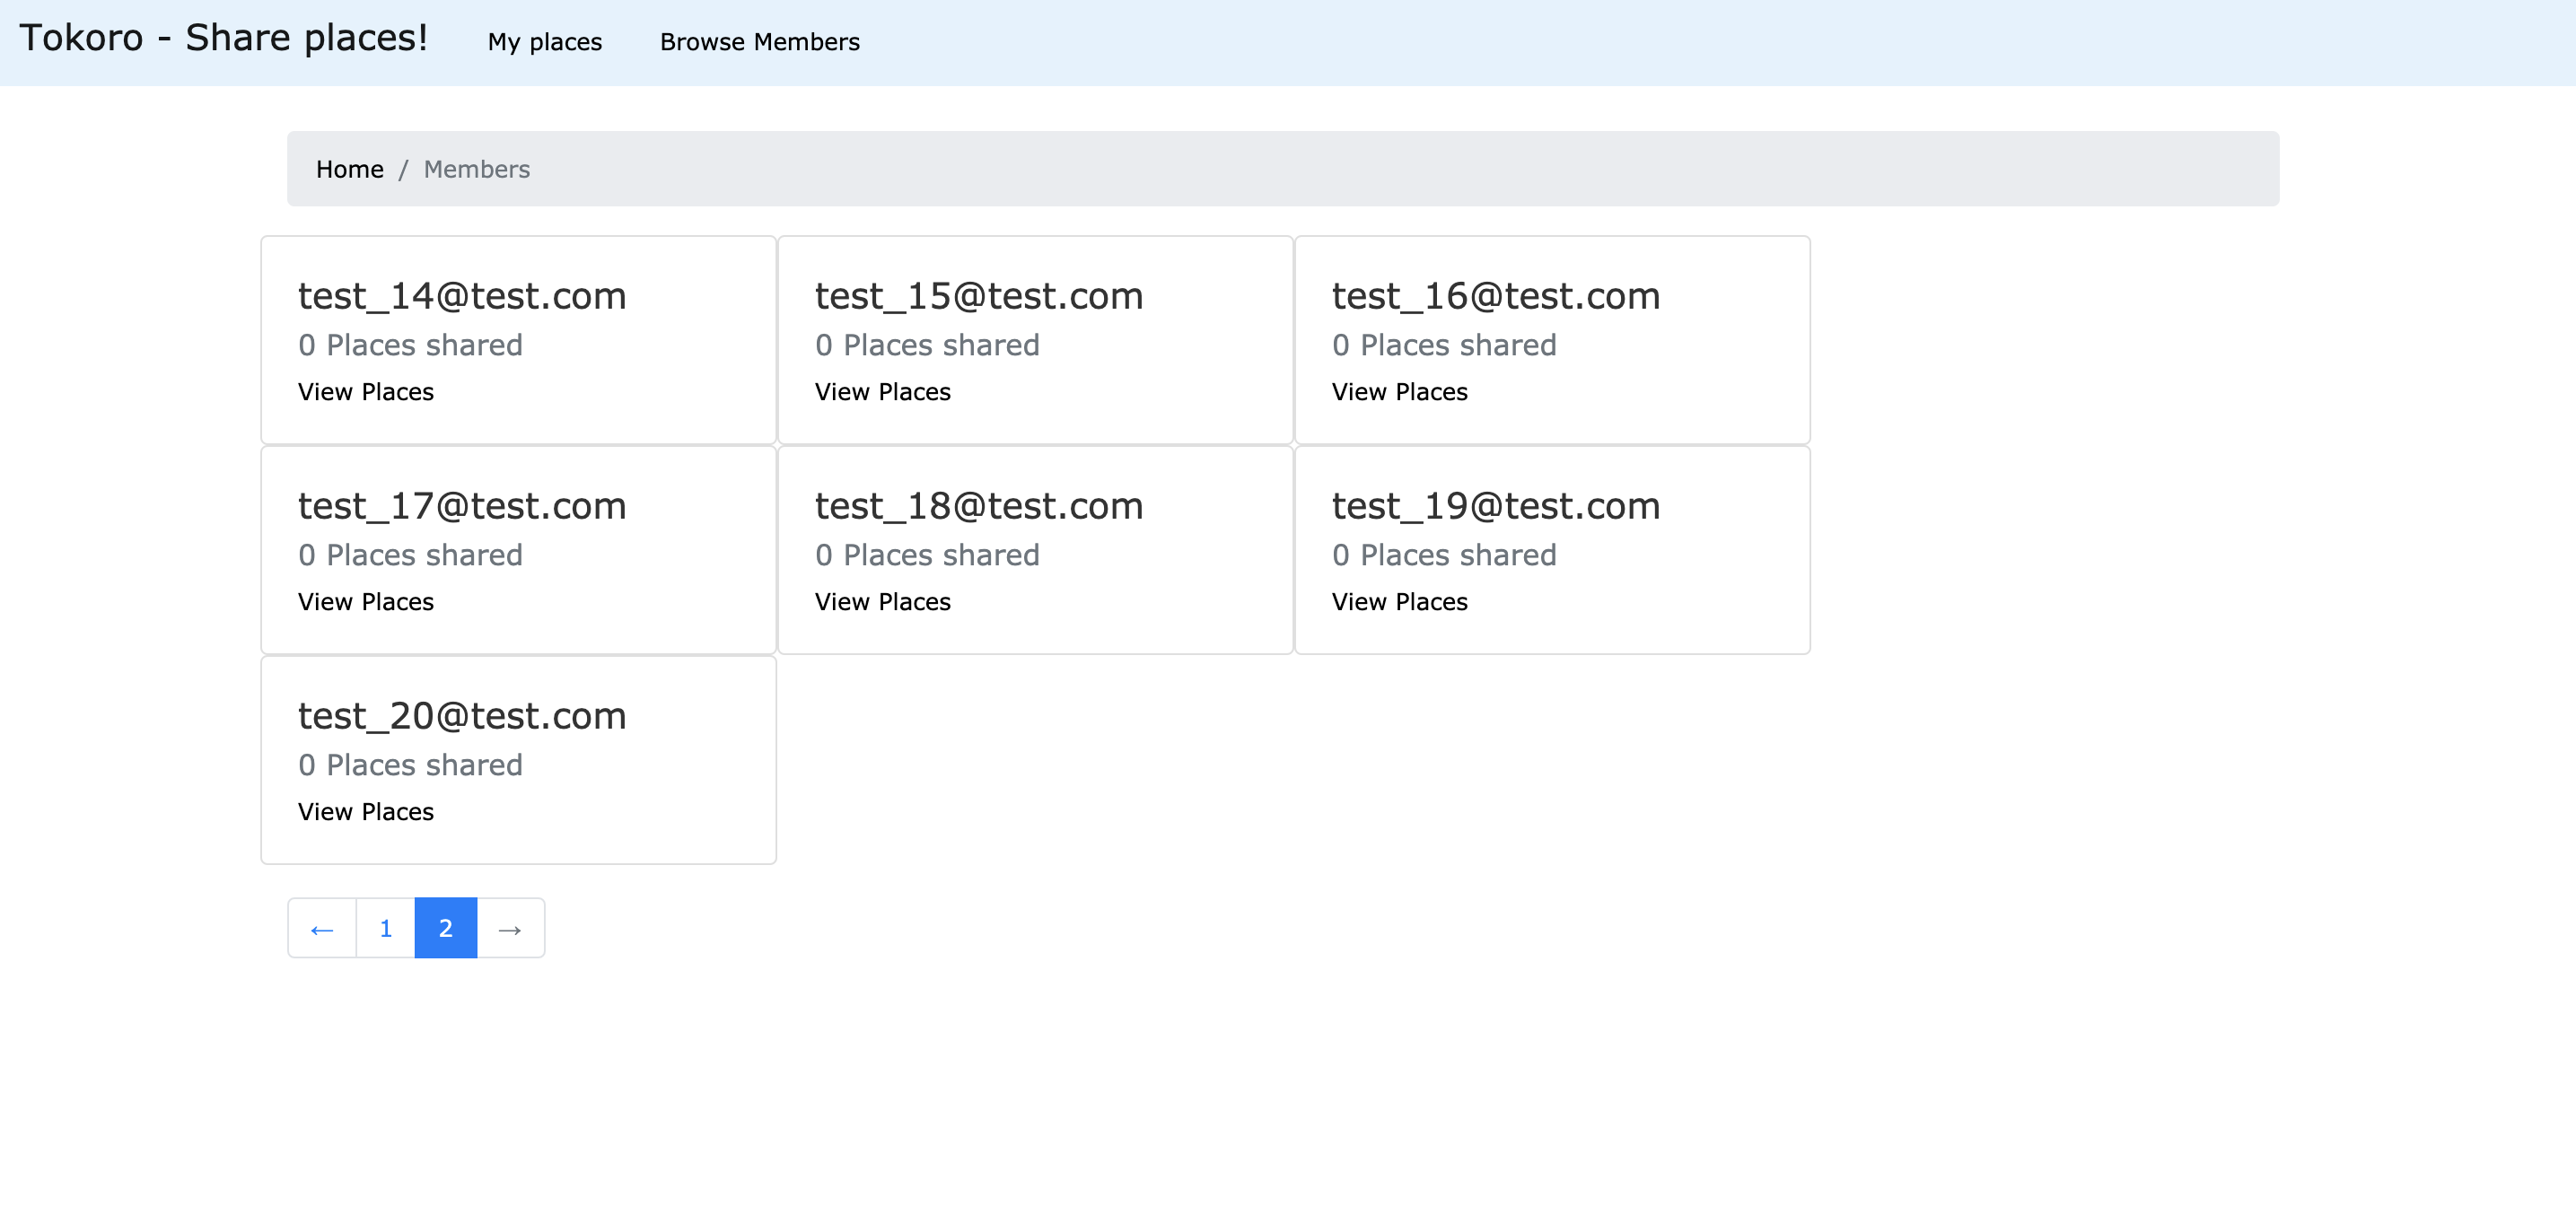 Tokoro - Share places! My places Browse Members
Home / Members
test_14@test.com
0 Places shared
View Places
test_15@test.com
0 Places shared
View Places
test_16@test.com
0 Places shared
View Places
test_17@test.com
0 Places shared
View Places
test_18@test.com
0 Places shared
View Places
test_19@test.com
0 Places shared
View Places
test_20@test.com
0 Places shared
View Places
← 1 2 →